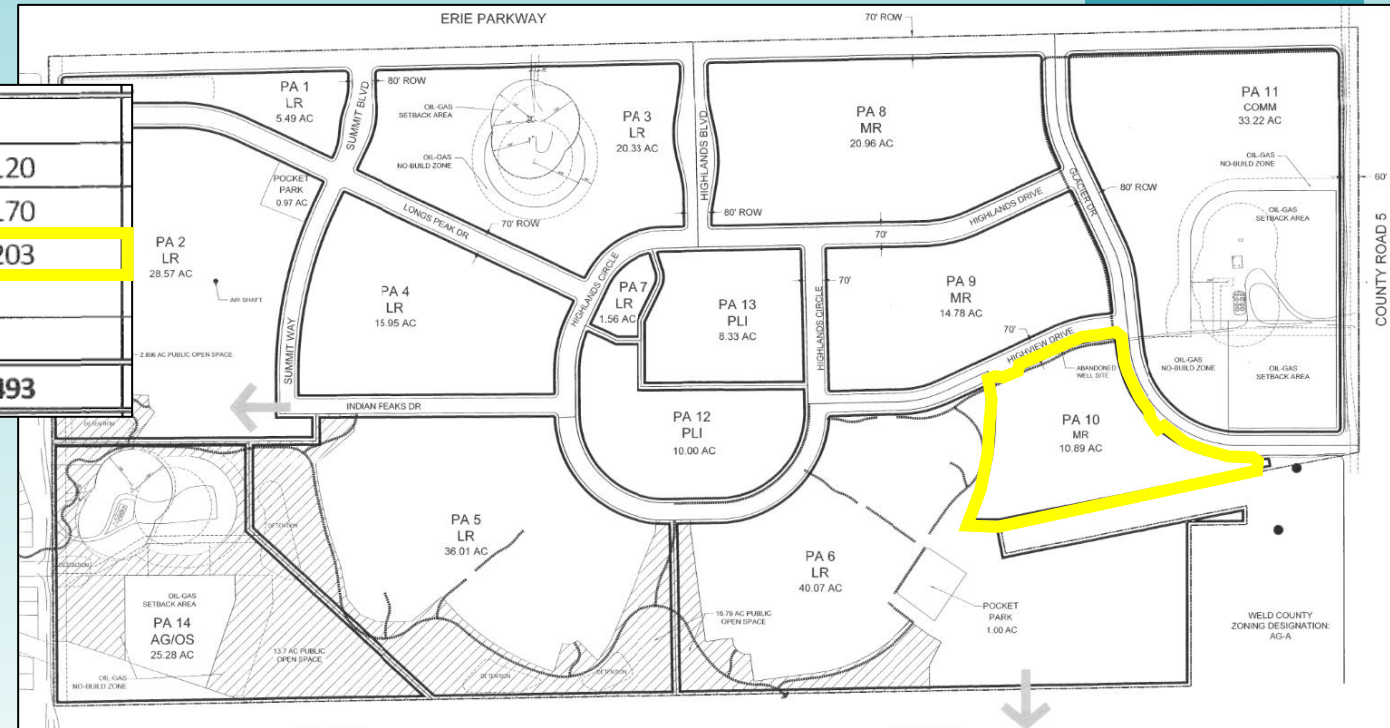 ERIE PARKWAY
70' ROW
PA 1
LR
5.49 AC
80' ROW
SUMMIT BLVD
OIL-GAS
SETBACK AREA
OIL-GAS
NO-BUILD ZONE
PA 3
LR
20.33 AC
HIGHLANDS BLVD
80' ROW
PA 8
MR
20.96 AC
GLACIER DR
80' ROW
PA 11
COMM
33.22 AC
OIL-GAS
NO-BUILD ZONE
OIL-GAS
SETBACK AREA
60'
COUNTY ROAD 5
120
170
203
493
POCKET
PARK
0.97 AC
PA 2
LR
28.57 AC
AIR SHAFT
2.896 AC PUBLIC OPEN SPACE
SUMMIT WAY
LONGS PEAK DR
70' ROW
PA 4
LR
15.95 AC
HIGHLANDS CIRCLE
PA 7
LR
1.56 AC
PA 13
PLI
8.33 AC
HIGHLANDS CIRCLE
70'
70'
HIGHLANDS DRIVE
PA 9
MR
14.78 AC
70'
HIGHVIEW DRIVE
ABANDONED
WELL SITE
OIL-GAS
NO-BUILD ZONE
OIL-GAS
SETBACK AREA
INDIAN PEAKS DR
PA 12
PLI
10.00 AC
PA 10
MR
10.89 AC
DETENTION
DETENTION
DETENTION
PA 5
LR
36.01 AC
PA 6
LR
40.07 AC
POCKET
PARK
1.00 AC
WELD COUNTY
ZONING DESIGNATION:
AG-A
OIL-GAS
SETBACK AREA
PA 14
AG/OS
25.28 AC
OIL-GAS
NO-BUILD ZONE
13.7 AC PUBLIC
OPEN SPACE
16.79 AC PUBLIC
OPEN SPACE
DETENTION
DETENTION